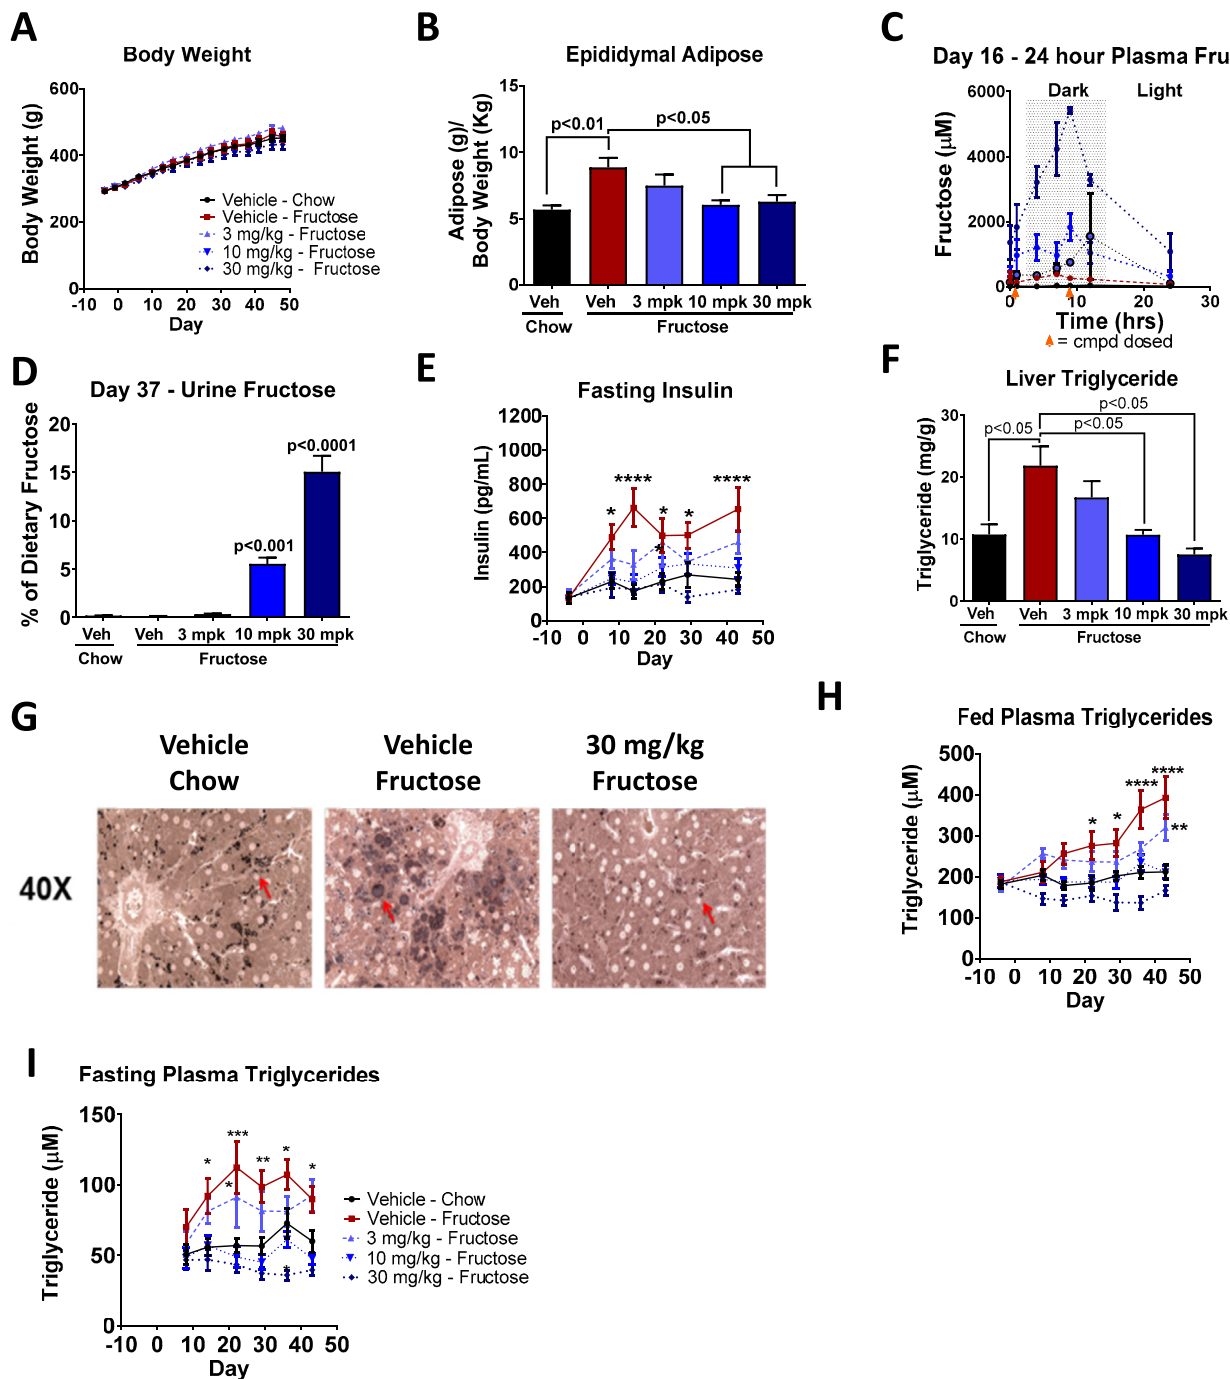 A
Body Weight
Body Weight (g)
600
400
200
0
-10 0 10 20 30 40 50
Day
Vehicle - Chow
Vehicle - Fructose
3 mg/kg - Fructose
10 mg/kg - Fructose
30 mg/kg - Fructose
B
Epididymal Adipose
Adipose (g)/
Body Weight (Kg)
15
10
5
0
p<0.01
p<0.05
Veh Veh 3 mpk 10 mpk 30 mpk
Chow Fructose
C
Day 16 - 24 hour Plasma Fru
Dark Light
Fructose (μM)
6000
4000
2000
0
0 10 20 30
Time (hrs)
= cmpd dosed
D
Day 37 - Urine Fructose
% of Dietary Fructose
20
15
10
5
0
p<0.001
p<0.0001
Veh Veh 3 mpk 10 mpk 30 mpk
Chow Fructose
E
Fasting Insulin
Insulin (pg/mL)
1200
1000
800
600
400
200
0
* **** * * ****
*
-10 0 10 20 30 40 50
Day
F
Liver Triglyceride
Triglyceride (mg/g)
30
20
10
0
p<0.05
p<0.05
p<0.05
Veh Veh 3 mpk 10 mpk 30 mpk
Chow Fructose
G
Vehicle
Chow
Vehicle
Fructose
30 mg/kg
Fructose
40X
H
Fed Plasma Triglycerides
Triglyceride (μM)
500
400
300
200
100
0
* * **** ****
**
-10 0 10 20 30 40 50
Day
I
Fasting Plasma Triglycerides
Triglyceride (μM)
150
100
50
0
* *** ** * *
*
*
-10 0 10 20 30 40 50
Day
Vehicle - Chow
Vehicle - Fructose
3 mg/kg - Fructose
10 mg/kg - Fructose
30 mg/kg - Fructose